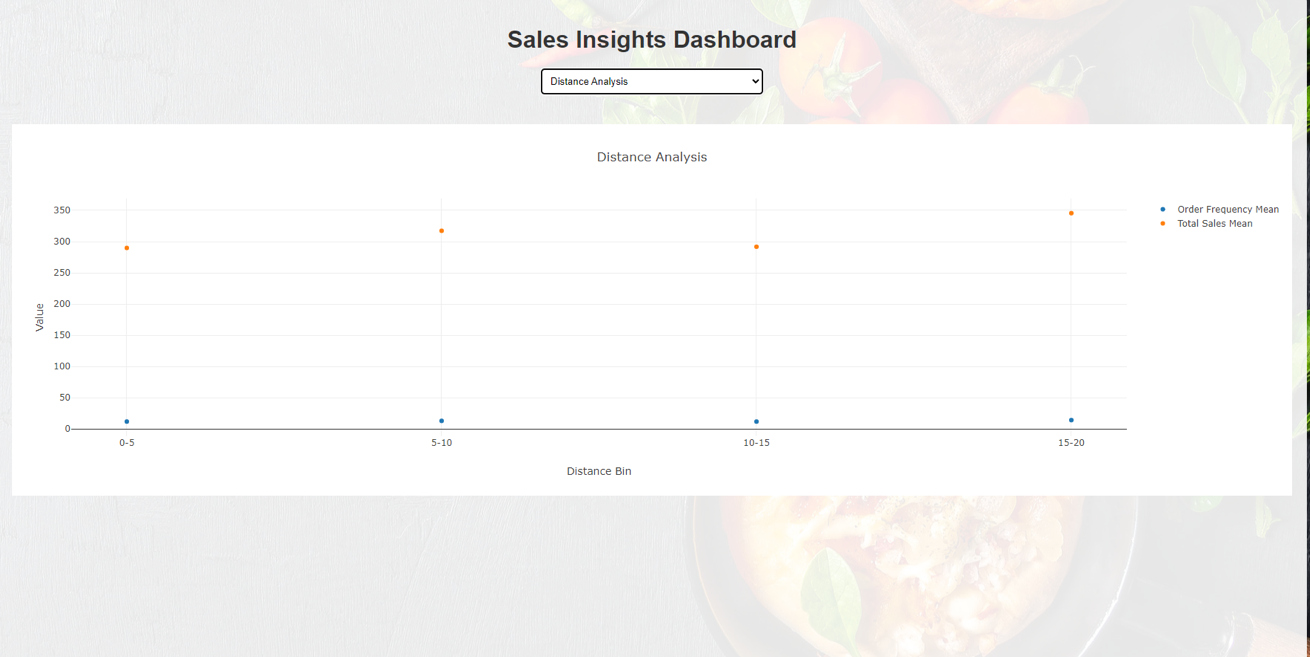 Sales Insights Dashboard
Distance Analysis
Distance Analysis
350
300
250
200
150
100
50
0
Value
0-5 5-10 10-15 15-20
Distance Bin
Order Frequency Mean
Total Sales Mean